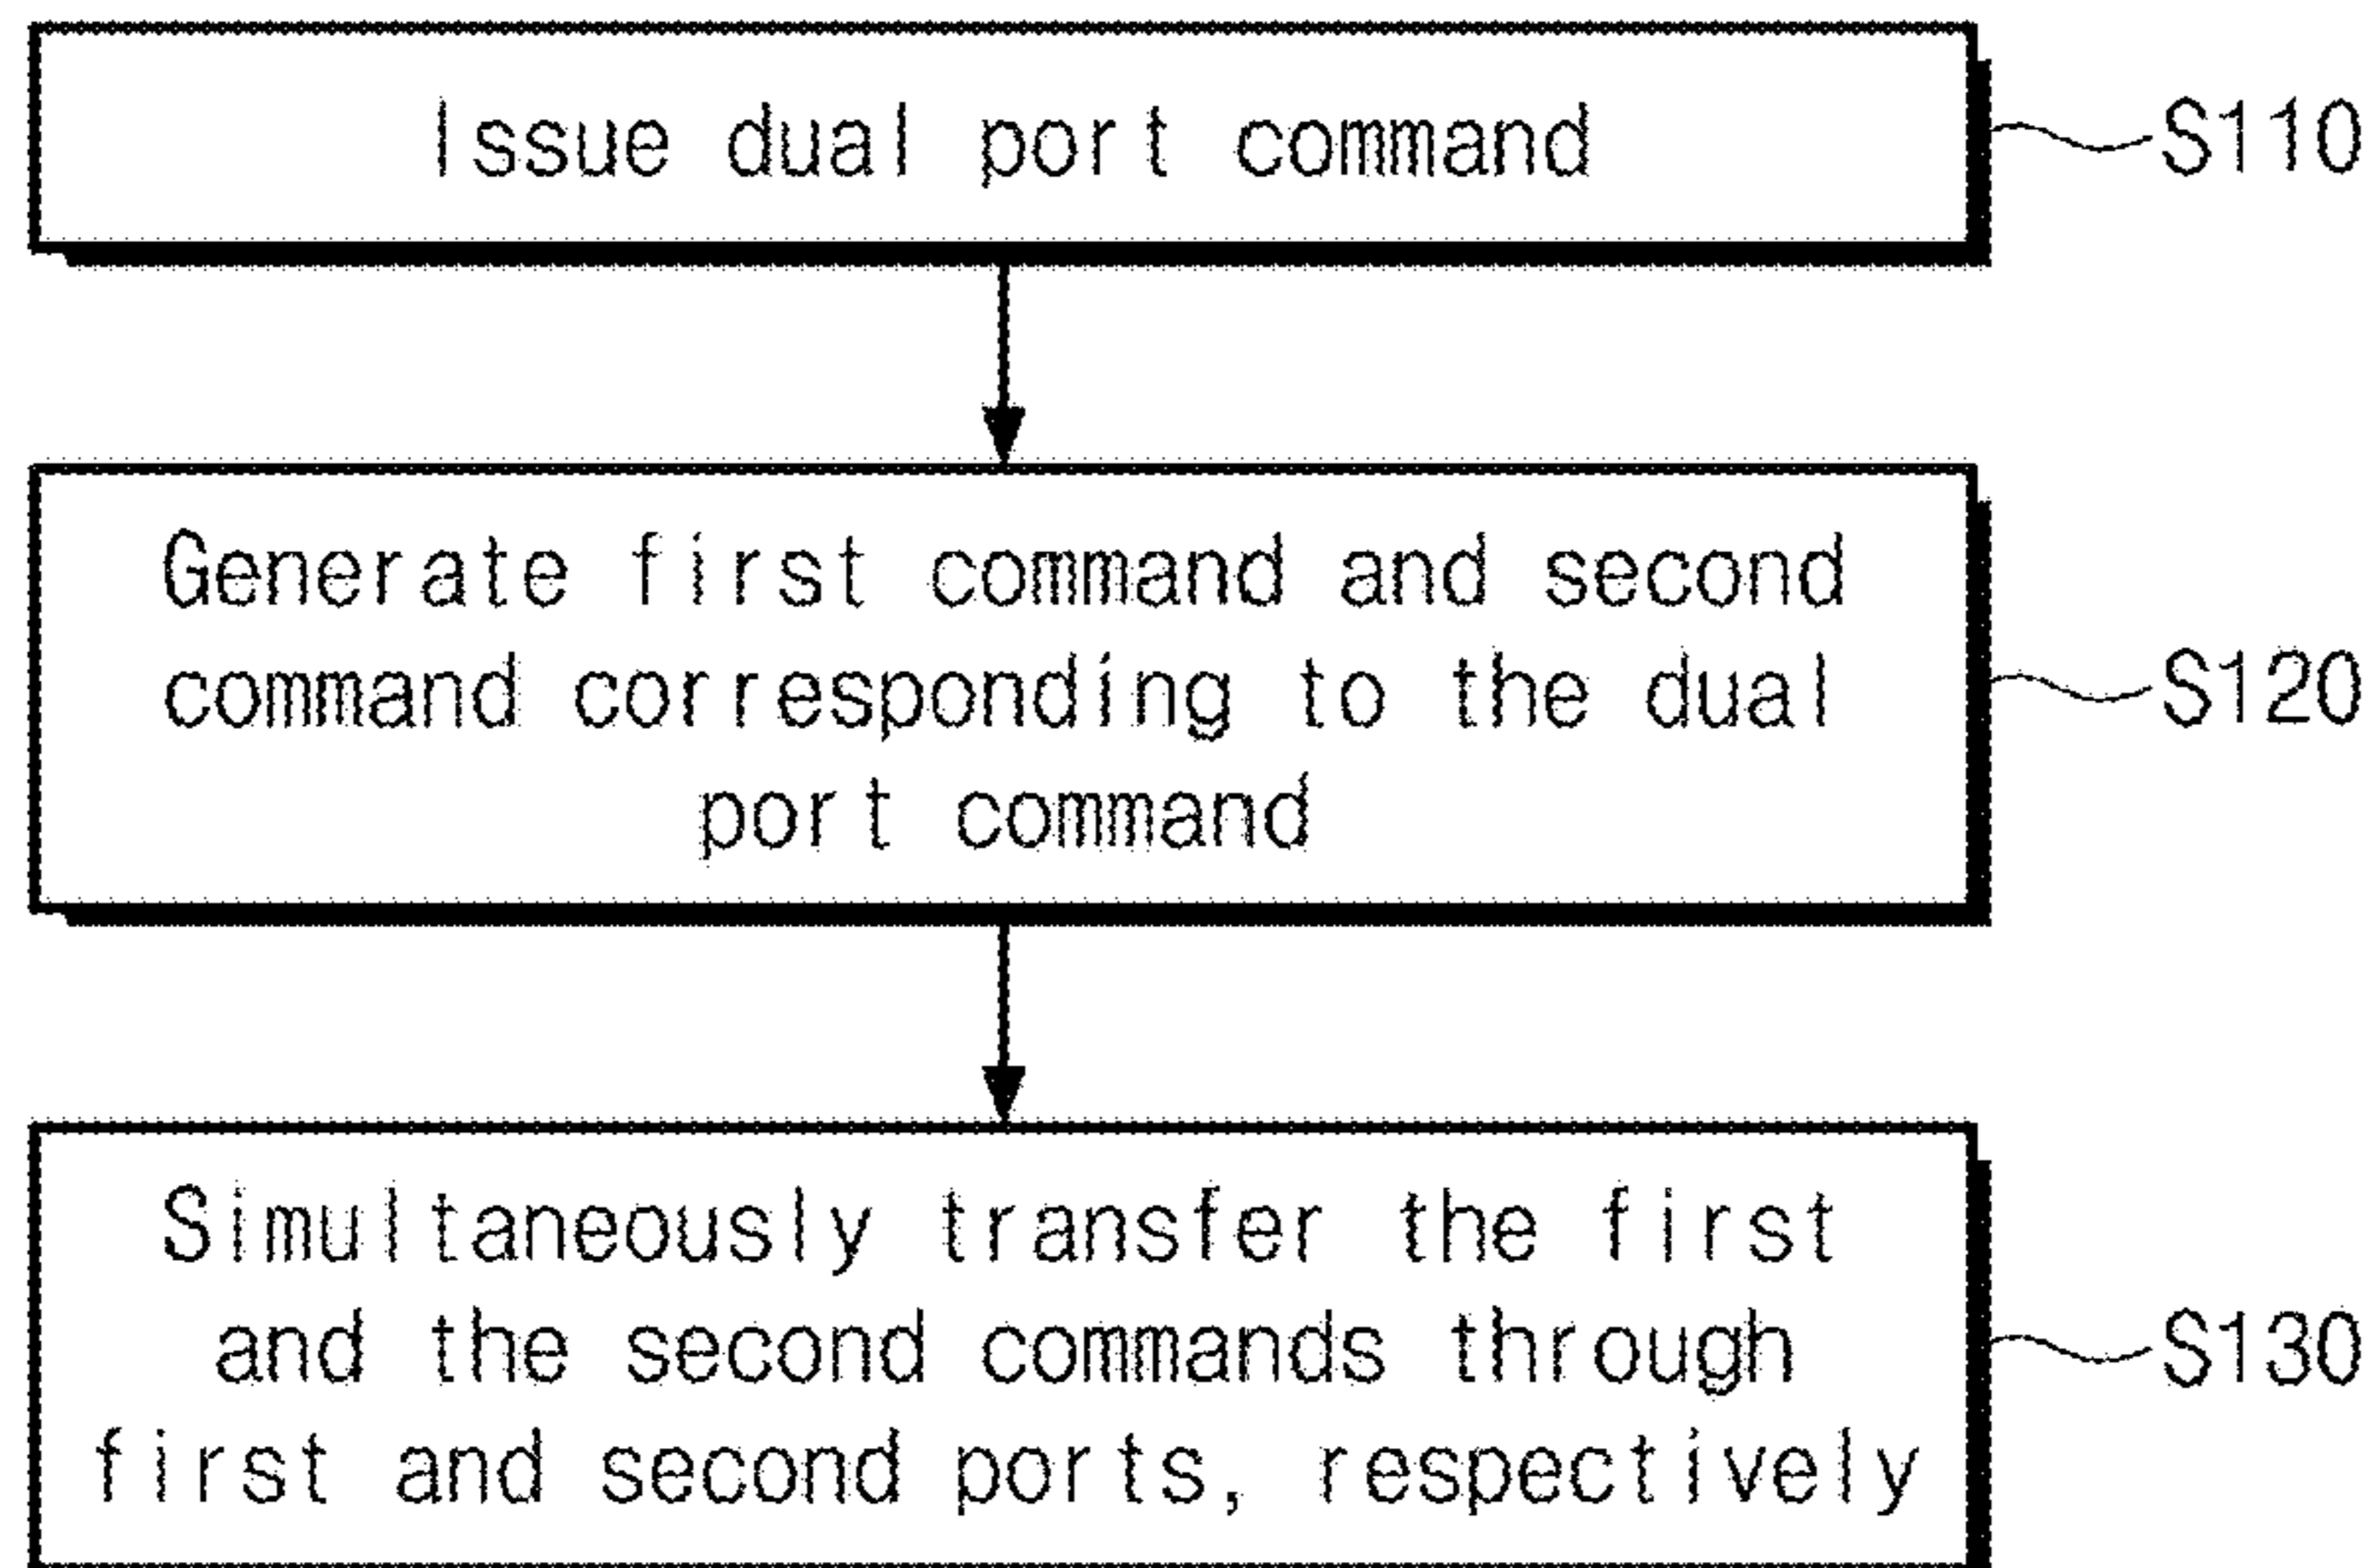 Issue dual port command
S110
Generate first command and second
command corresponding to the dual
port command
S120
Simultaneously transfer the first
and the second commands through
first and second ports, respectively
S130